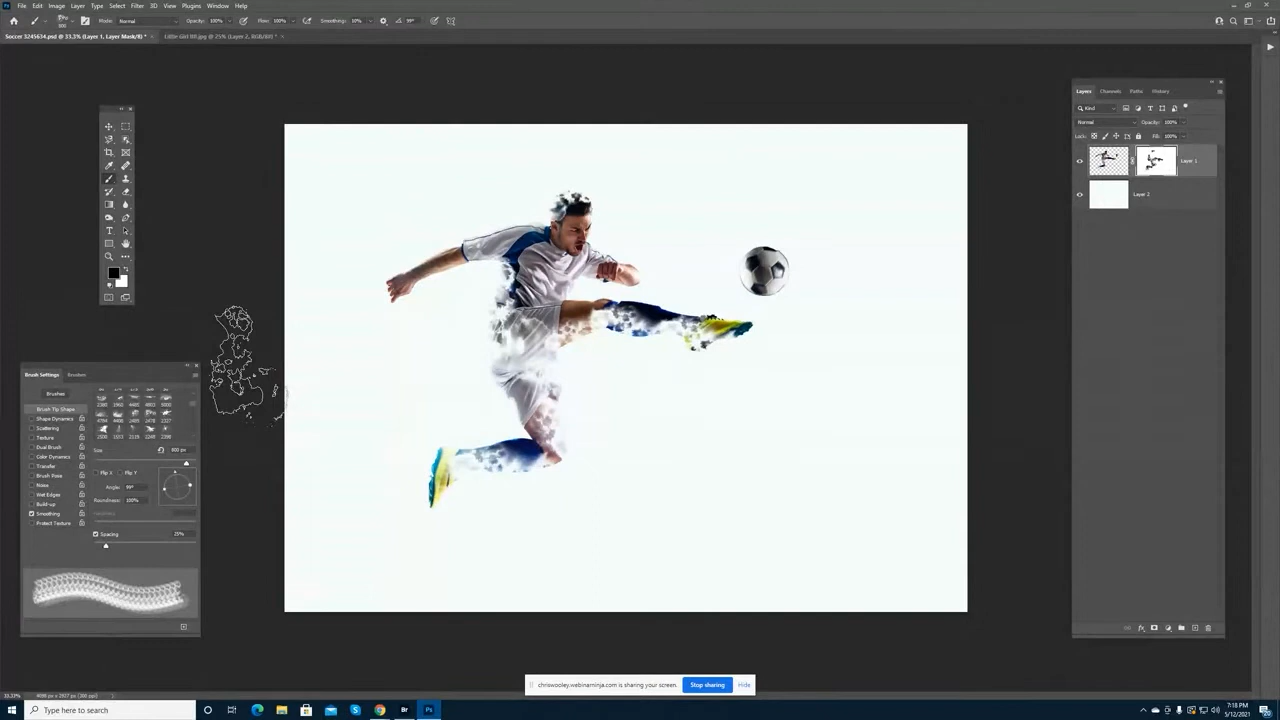 File Edit Image Layer Type Select Filter 3D View Plugins Window Help
Mode: Normal Opacity: 100% Flow: 100% Smoothing: 10% 99°
Soccer 3245634.psd @ 33.3% (Layer 1, Layer Mask/8) * × Little Girl 88.jpg @ 25% (Layer 2, RGB/8) * ×
Layers Channels Paths History
Kind
Normal Opacity: 100%
Lock: Fill: 100%
Layer 1
Layer 2
Brush Settings Brushes
Brushes
Brush Tip Shape
Shape Dynamics
Scattering
Texture
Dual Brush
Color Dynamics
Transfer
Brush Pose
Noise
Wet Edges
Build-up
Smoothing
Protect Texture
Size 900 px
Flip X Flip Y
Angle: 99°
Roundness: 100%
Spacing 25%
chriswooley.webinarninja.com is sharing your screen. Stop sharing Hide
33.33%
Type here to search
7:18 PM
5/12/2021